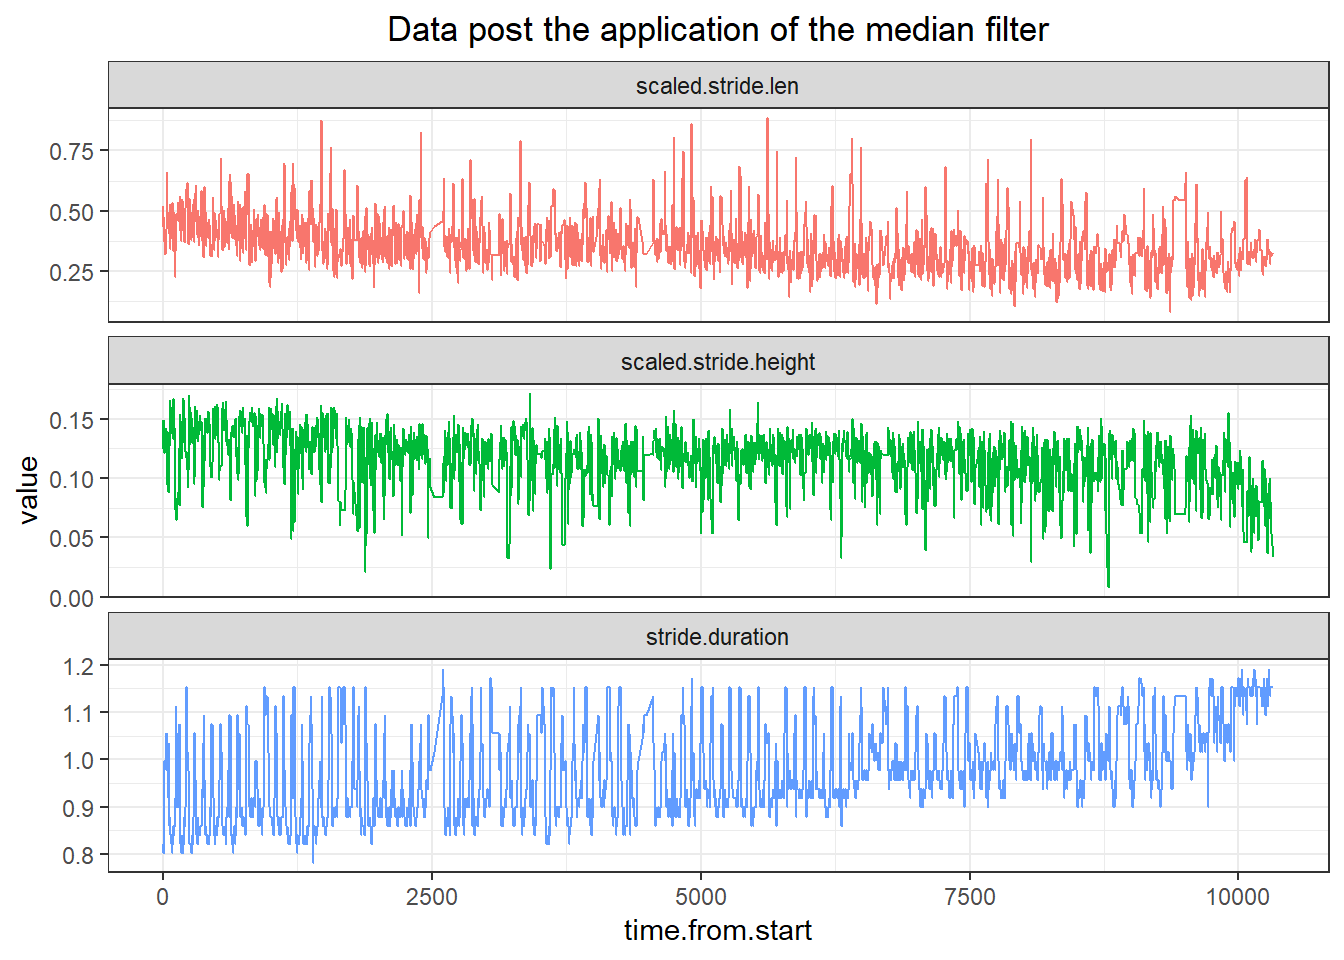 Data post the application of the median filter
scaled.stride.len
0.75
0.50
0.25
scaled.stride.height
0.15
0.10
0.05
0.00
value
stride.duration
1.2
1.1
1.0
0.9
0.8
0 2500 5000 7500 10000
time.from.start